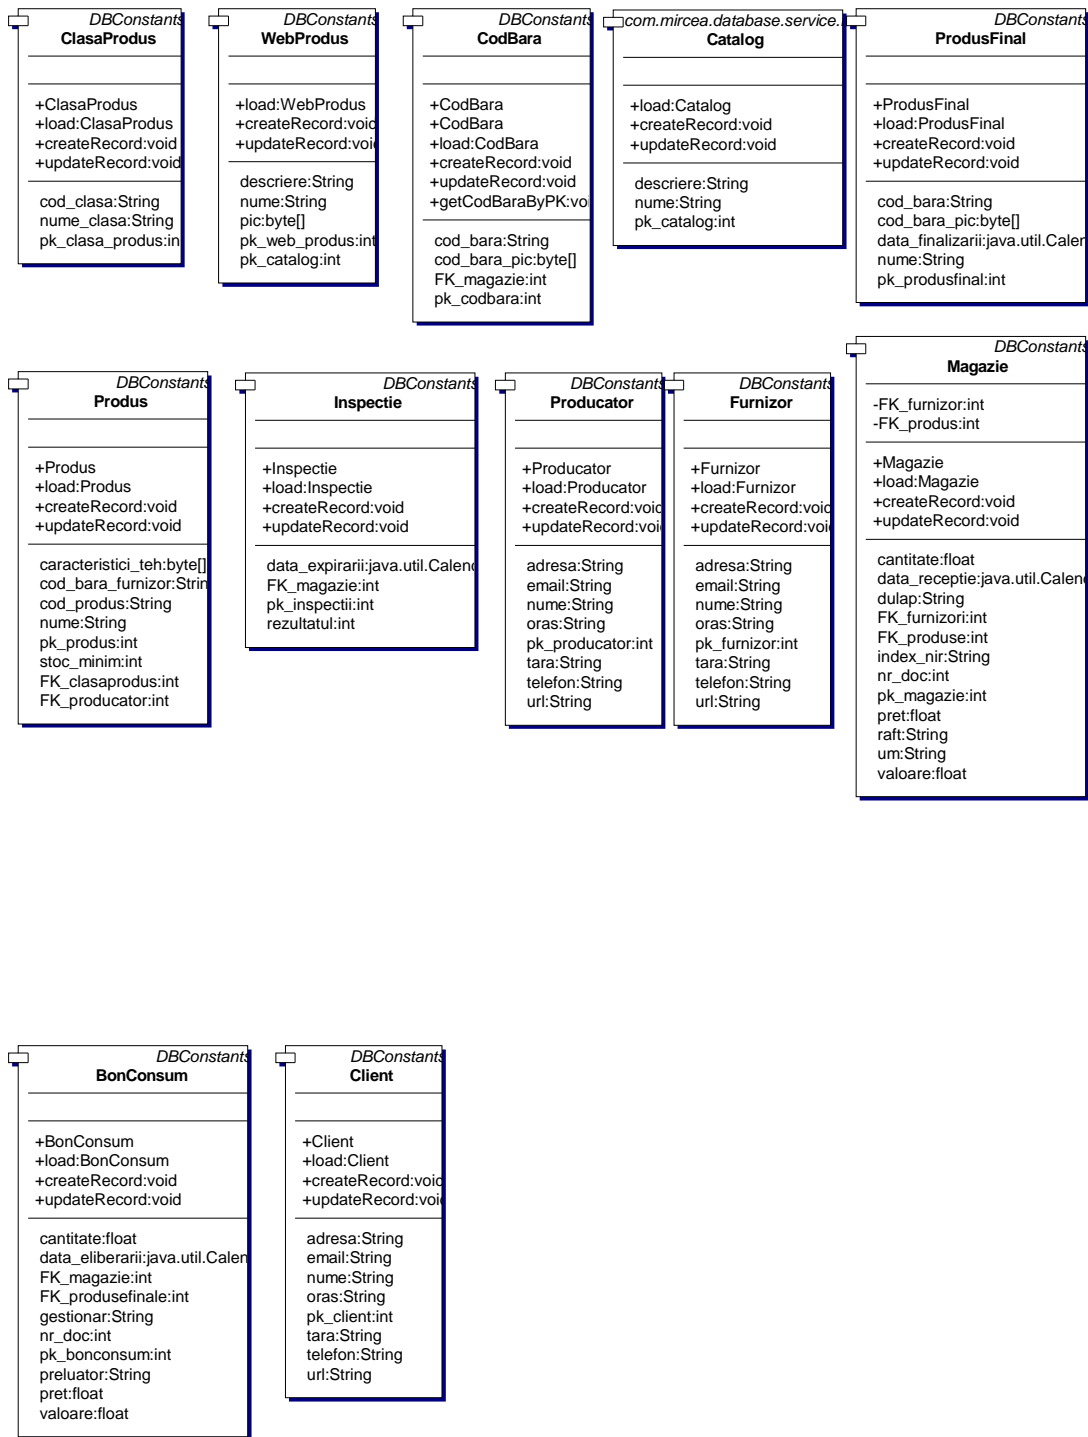 DBConstants
ClasaProdus
+ClasaProdus
+load:ClasaProdus
+createRecord:void
+updateRecord:void
cod_clasa:String
nume_clasa:String
pk_clasa_produs:in
DBConstants
WebProdus
+load:WebProdus
+createRecord:void
+updateRecord:void
descriere:String
nume:String
pic:byte[]
pk_web_produs:int
pk_catalog:int
DBConstants
CodBara
+CodBara
+CodBara
+load:CodBara
+createRecord:void
+updateRecord:void
+getCodBaraByPK:voi
cod_bara:String
cod_bara_pic:byte[]
FK_magazie:int
pk_codbara:int
com.mircea.database.service.
Catalog
+load:Catalog
+createRecord:void
+updateRecord:void
descriere:String
nume:String
pk_catalog:int
DBConstants
ProdusFinal
+ProdusFinal
+load:ProdusFinal
+createRecord:void
+updateRecord:void
cod_bara:String
cod_bara_pic:byte[]
data_finalizarii:java.util.Calen
nume:String
pk_produsfinal:int
DBConstants
Produs
+Produs
+load:Produs
+createRecord:void
+updateRecord:void
caracteristici_teh:byte[]
cod_bara_furnizor:Strin
cod_produs:String
nume:String
pk_produs:int
stoc_minim:int
FK_clasaprodus:int
FK_producator:int
DBConstants
Inspectie
+Inspectie
+load:Inspectie
+createRecord:void
+updateRecord:void
data_expirarii:java.util.Calend
FK_magazie:int
pk_inspectii:int
rezultatul:int
DBConstants
Producator
+Producator
+load:Producator
+createRecord:void
+updateRecord:void
adresa:String
email:String
nume:String
oras:String
pk_producator:int
tara:String
telefon:String
url:String
DBConstants
Furnizor
+Furnizor
+load:Furnizor
+createRecord:void
+updateRecord:void
adresa:String
email:String
nume:String
oras:String
pk_furnizor:int
tara:String
telefon:String
url:String
DBConstants
Magazie
-FK_furnizor:int
-FK_produs:int
+Magazie
+load:Magazie
+createRecord:void
+updateRecord:void
cantitate:float
data_receptie:java.util.Calend
dulap:String
FK_furnizori:int
FK_produse:int
index_nir:String
nr_doc:int
pk_magazie:int
pret:float
raft:String
um:String
valoare:float
DBConstants
BonConsum
+BonConsum
+load:BonConsum
+createRecord:void
+updateRecord:void
cantitate:float
data_eliberarii:java.util.Calen
FK_magazie:int
FK_produsefinale:int
gestionar:String
nr_doc:int
pk_bonconsum:int
preluator:String
pret:float
valoare:float
DBConstants
Client
+Client
+load:Client
+createRecord:void
+updateRecord:void
adresa:String
email:String
nume:String
oras:String
pk_client:int
tara:String
telefon:String
url:String